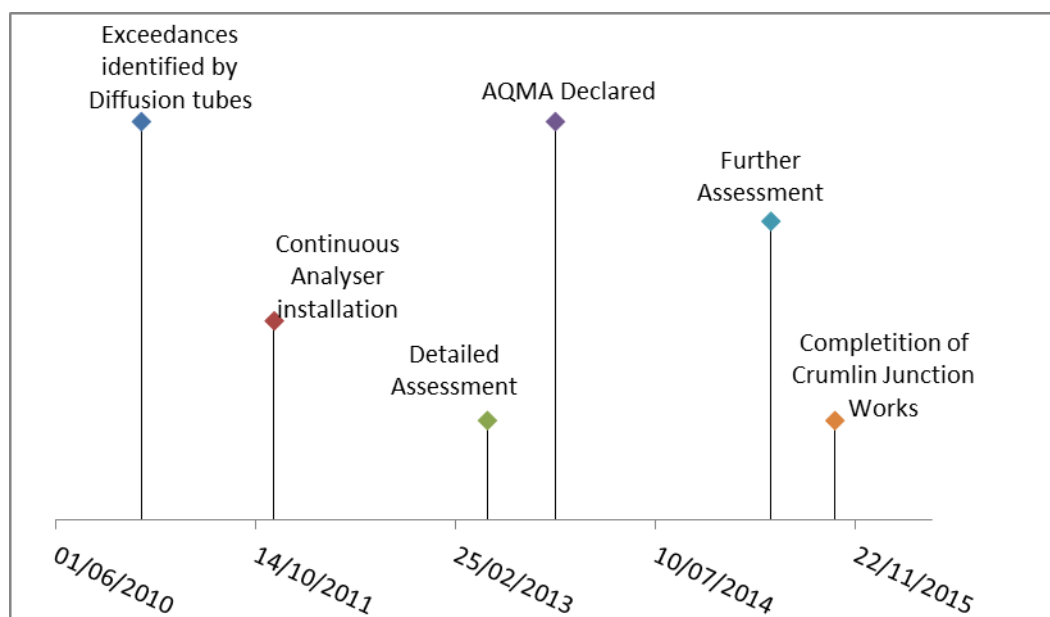 Exceedances
identified by
Diffusion tubes
Continuous
Analyser
installation
Detailed
Assessment
AQMA Declared
Further
Assessment
Completition of
Crumlin Junction
Works
01/06/2010
14/10/2011
25/02/2013
10/07/2014
22/11/2015